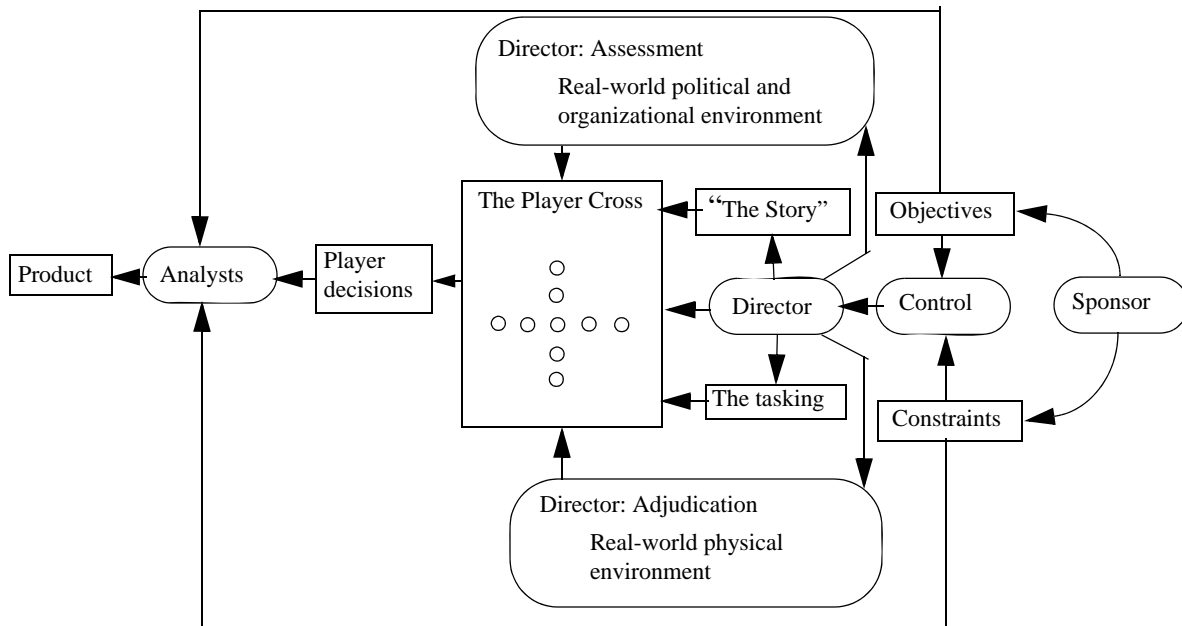 Director: Assessment
Real-world political and
organizational environment
The Player Cross
“The Story”
Objectives
Product
Analysts
Player
decisions
Director
Control
Sponsor
The tasking
Constraints
Director: Adjudication
Real-world physical
environment